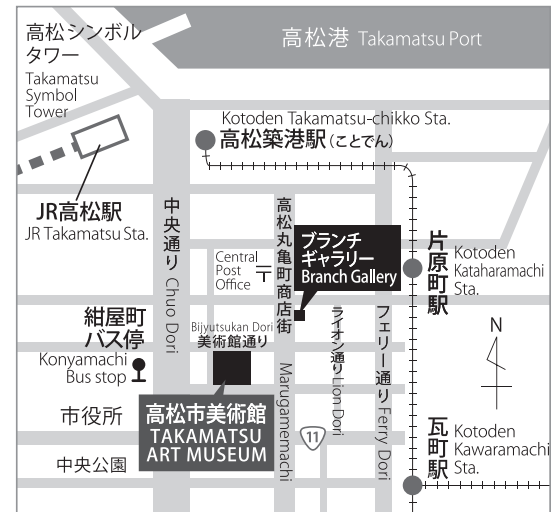 高松シンボル
タワー
Takamatsu
Symbol
Tower
高松港 Takamatsu Port
Kotoden Takamatsu-chikko Sta.
高松築港駅(ことでん)
JR高松駅
JR Takamatsu Sta.
中央通り Chuo Dori
高松丸亀町商店街
Marugamemachi
ブランチ
ギャラリー
Branch Gallery
Central
Post
Office
〒
片原町駅
Kotoden
Kataharamachi
Sta.
紺屋町
バス停
Konyamachi
Bus stop
Bijyutsukan Dori
美術館通り
ライオン通り Lion Dori
フェリー通り Ferry Dori
N
市役所
高松市美術館
TAKAMATSU
ART MUSEUM
11
中央公園
瓦町駅
Kotoden
Kawaramachi
Sta.